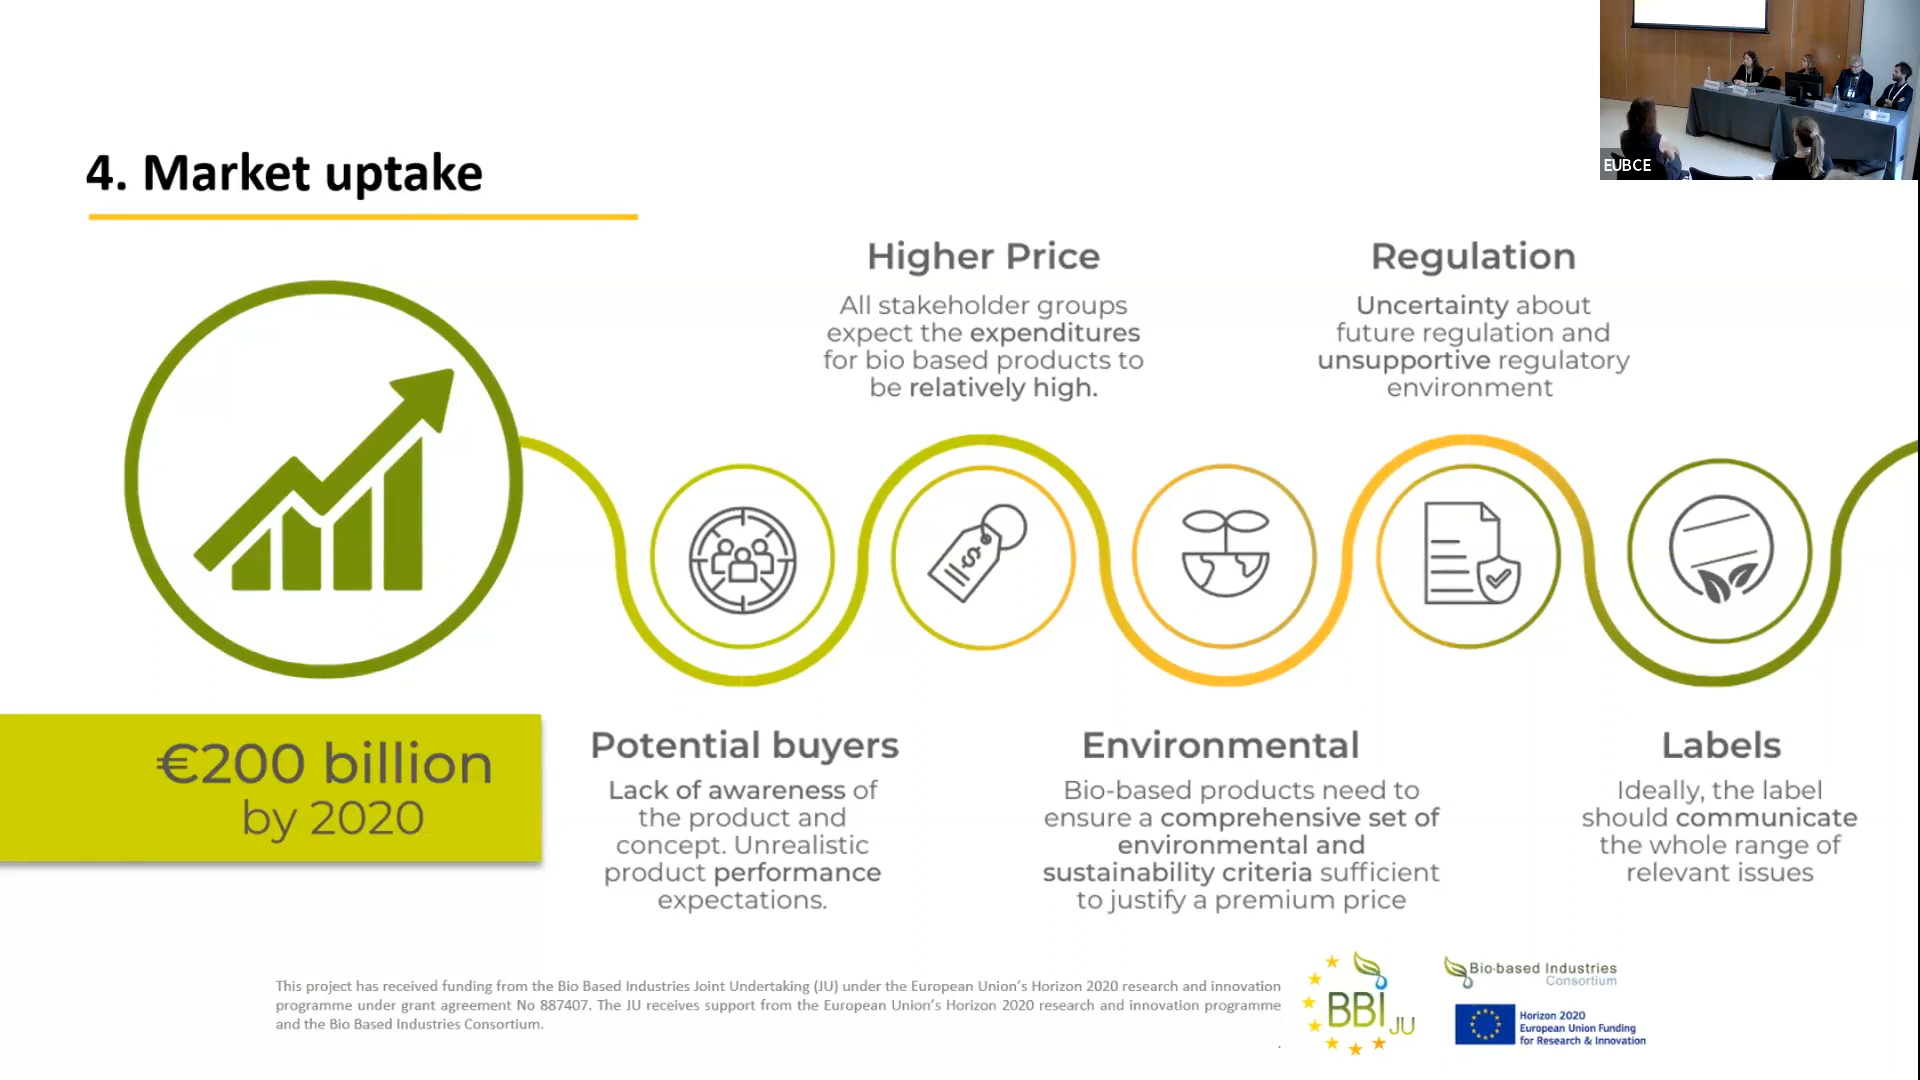 EUBCE
4. Market uptake
Higher Price
All stakeholder groups
expect the expenditures
for bio based products to
be relatively high.
Regulation
Uncertainty about
future regulation and
unsupportive regulatory
environment
$
€200 billion
by 2020
Potential buyers
Lack of awareness of
the product and
concept. Unrealistic
product performance
expectations.
Environmental
Bio-based products need to
ensure a comprehensive set of
environmental and
sustainability criteria sufficient
to justify a premium price
Labels
Ideally, the label
should communicate
the whole range of
relevant issues
This project has received funding from the Bio Based Industries Joint Undertaking (JU) under the European Union's Horizon 2020 research and innovation
programme under grant agreement No 887407. The JU receives support from the European Union's Horizon 2020 research and innovation programme
and the Bio Based Industries Consortium.
.
BBI JU
Bio-based Industries
Consortium
Horizon 2020
European Union Funding
for Research & Innovation